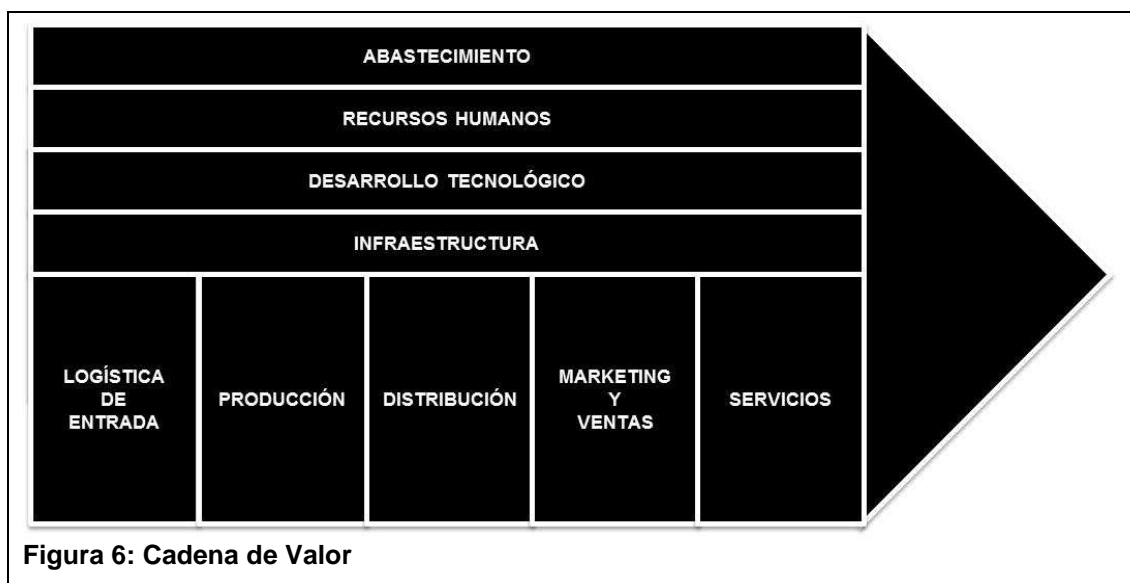 ABASTECIMIENTO
RECURSOS HUMANOS
DESARROLLO TECNOLÓGICO
INFRAESTRUCTURA
LOGÍSTICA
DE
ENTRADA
PRODUCCIÓN
DISTRIBUCIÓN
MARKETING
Y
VENTAS
SERVICIOS
Figura 6: Cadena de Valor